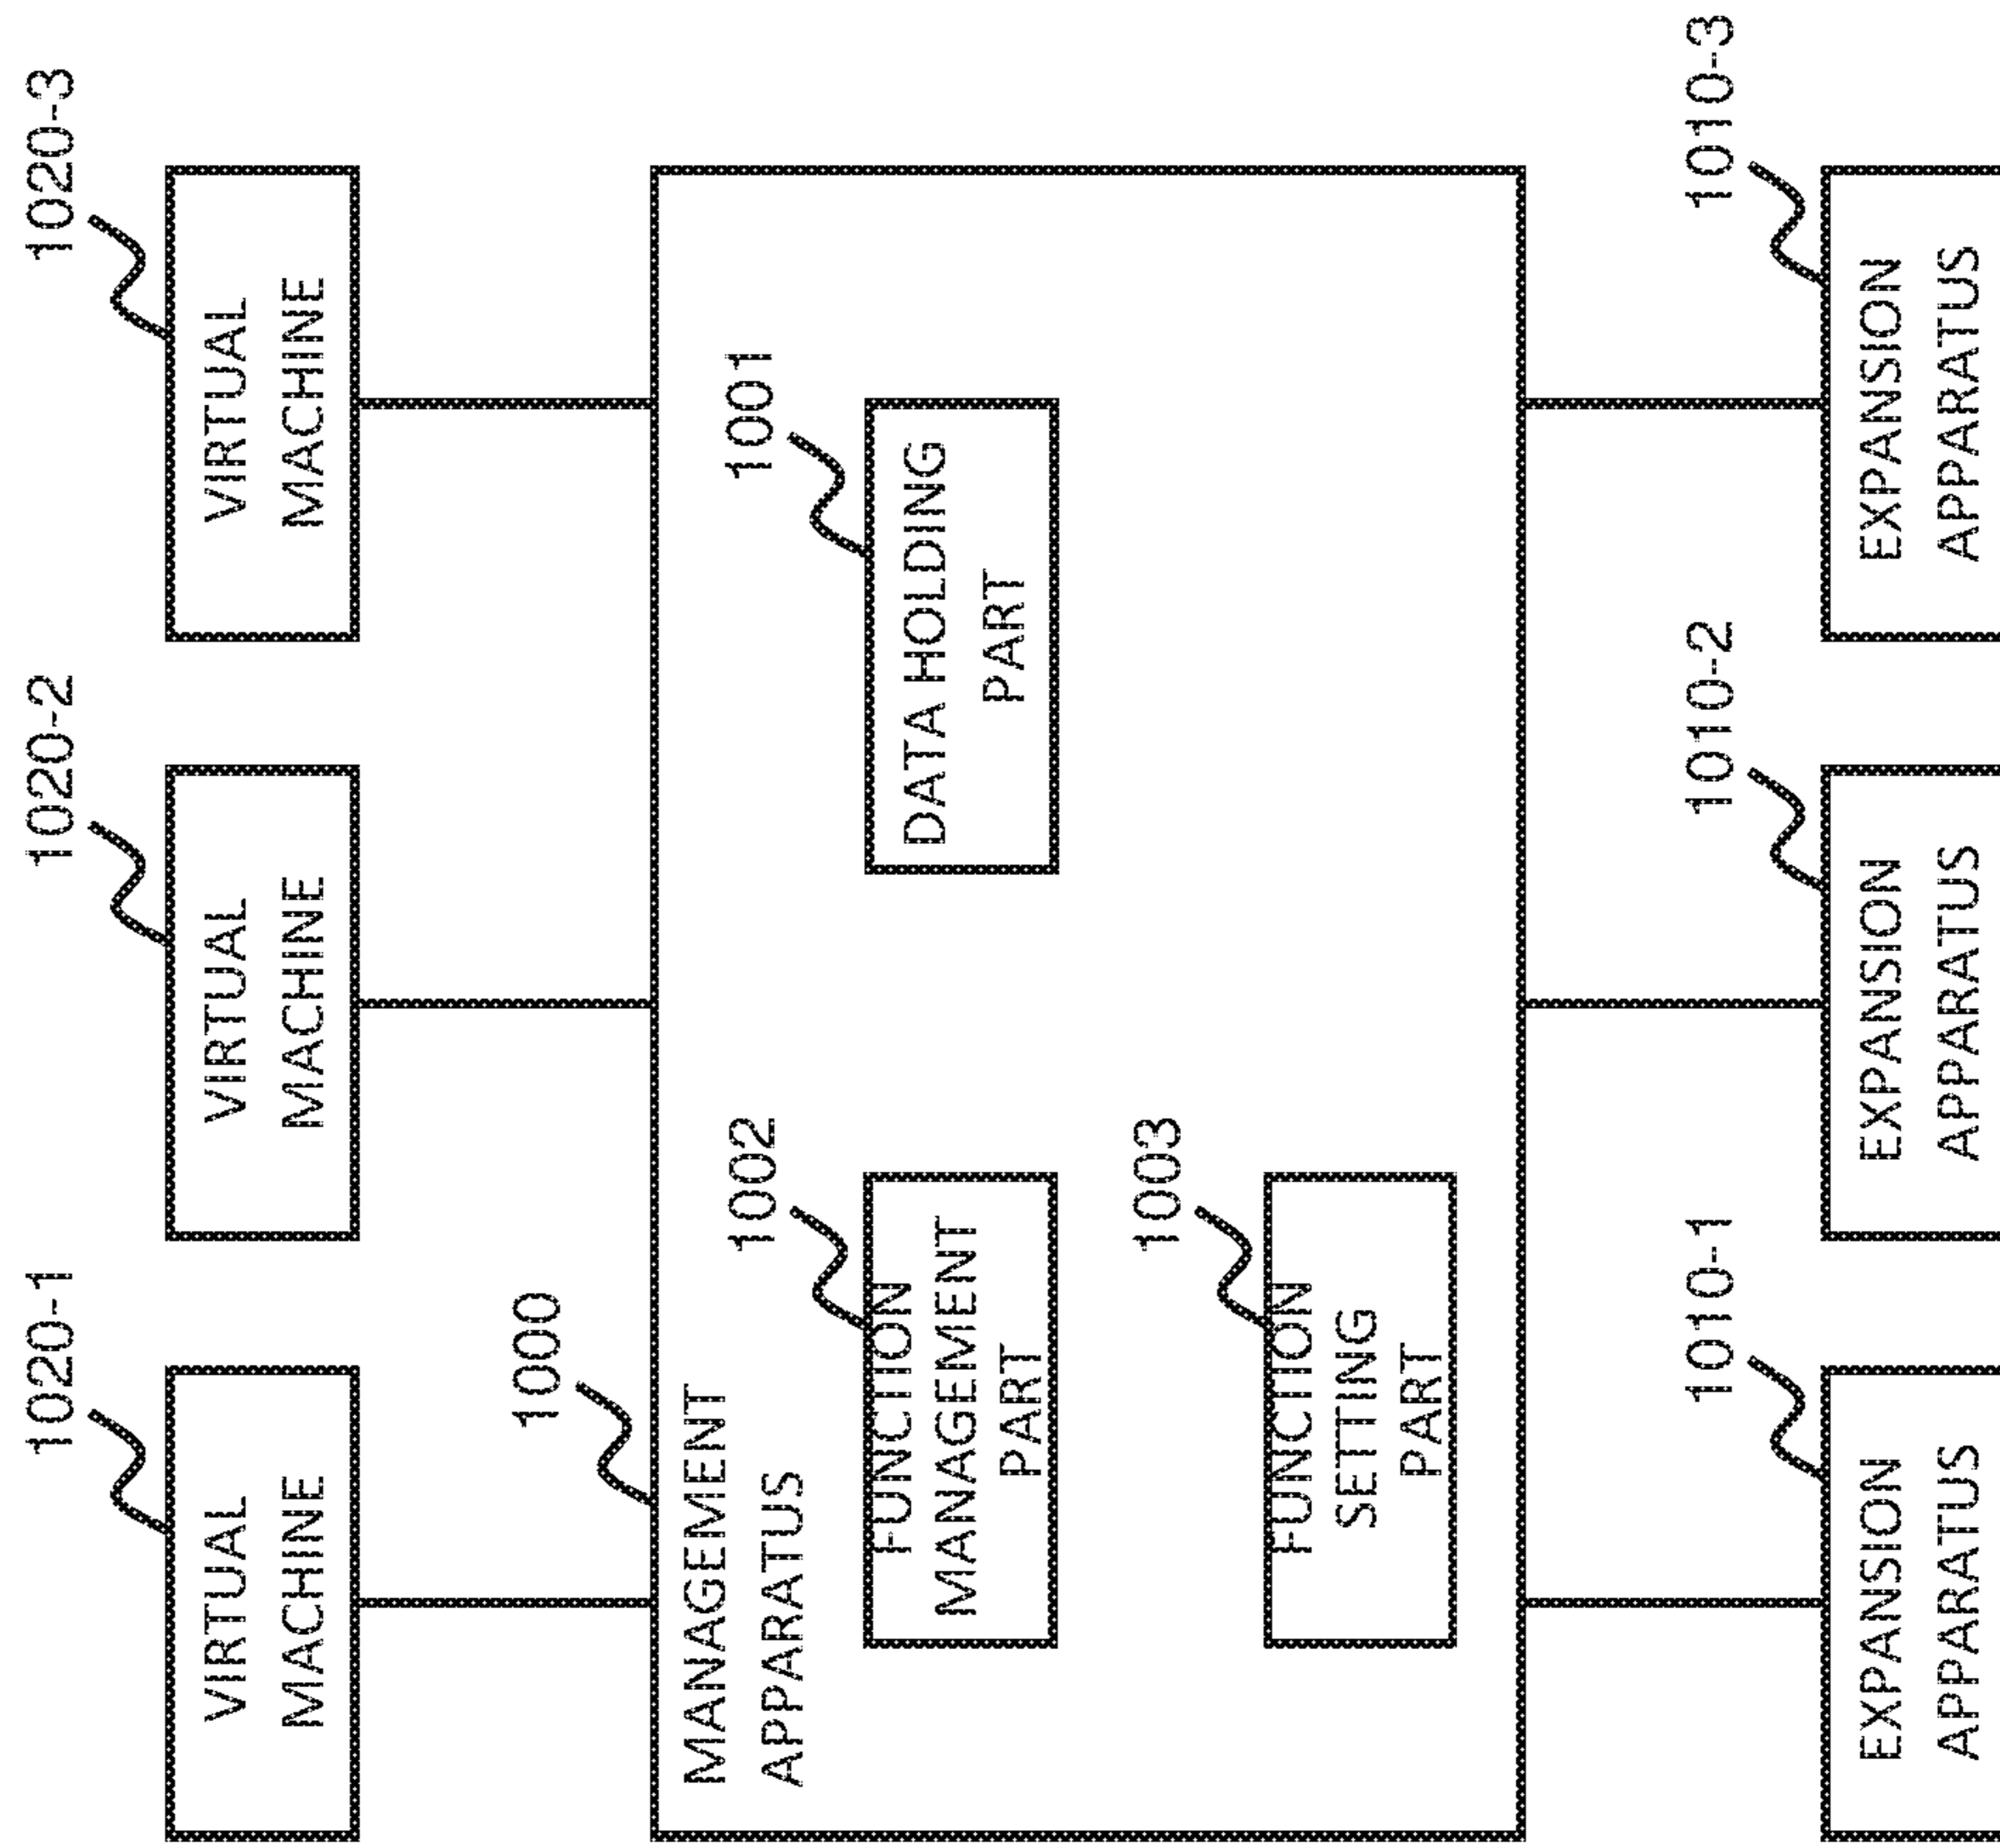 1020-1
VIRTUAL
MACHINE
1020-2
VIRTUAL
MACHINE
1020-3
VIRTUAL
MACHINE
1000
MANAGEMENT
APPARATUS
1002
FUNCTION
MANAGEMENT
PART
1001
DATA HOLDING
PART
1003
FUNCTION
SETTING
PART
1010-1
EXPANSION
APPARATUS
1010-2
EXPANSION
APPARATUS
1010-3
EXPANSION
APPARATUS